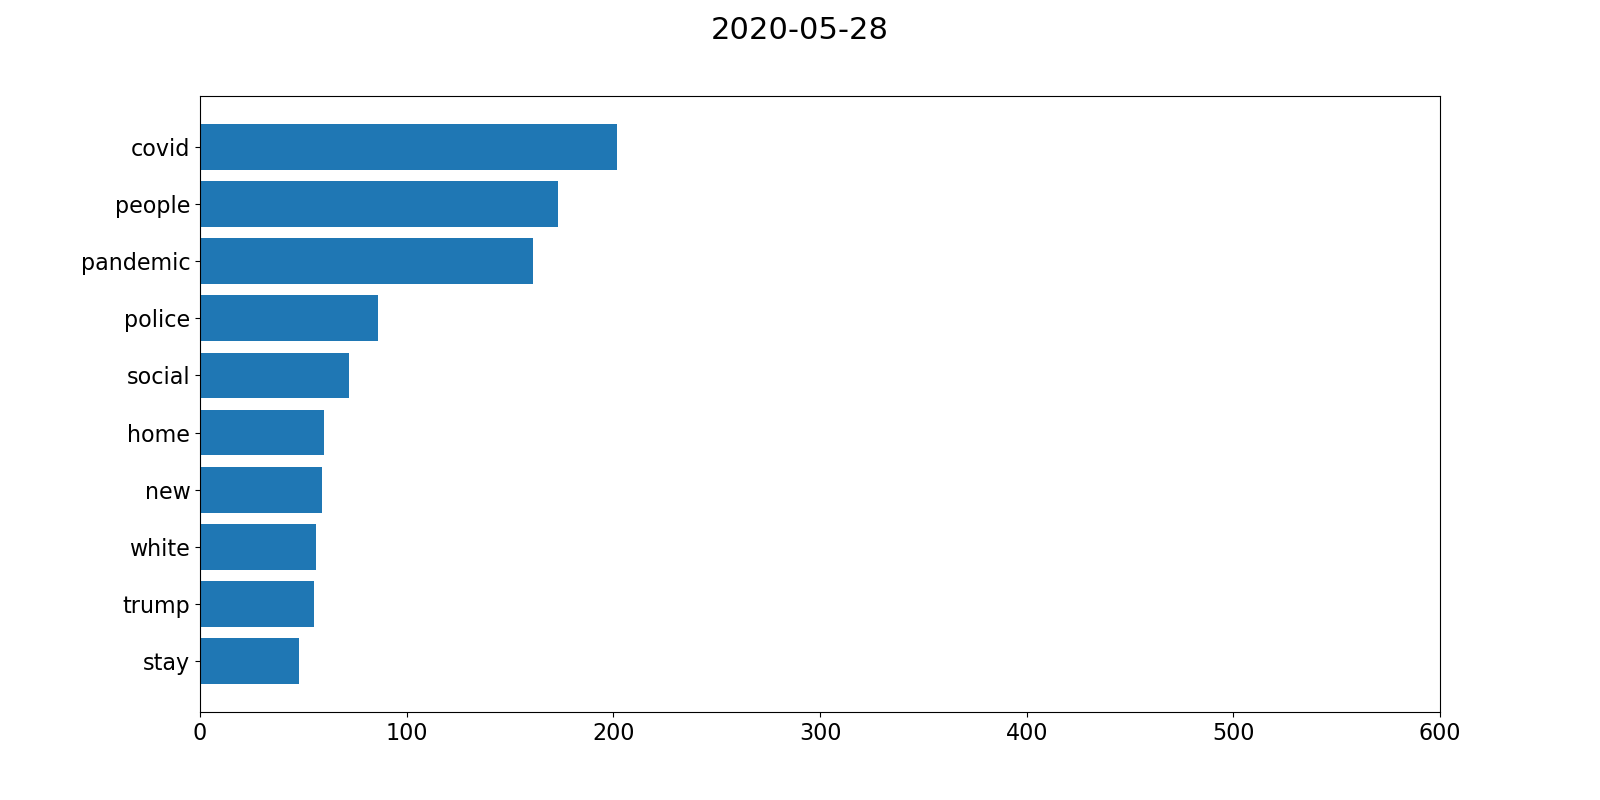 2020-05-28
covid
people
pandemic
police
social
home
new
white
trump
stay
0 100 200 300 400 500 600